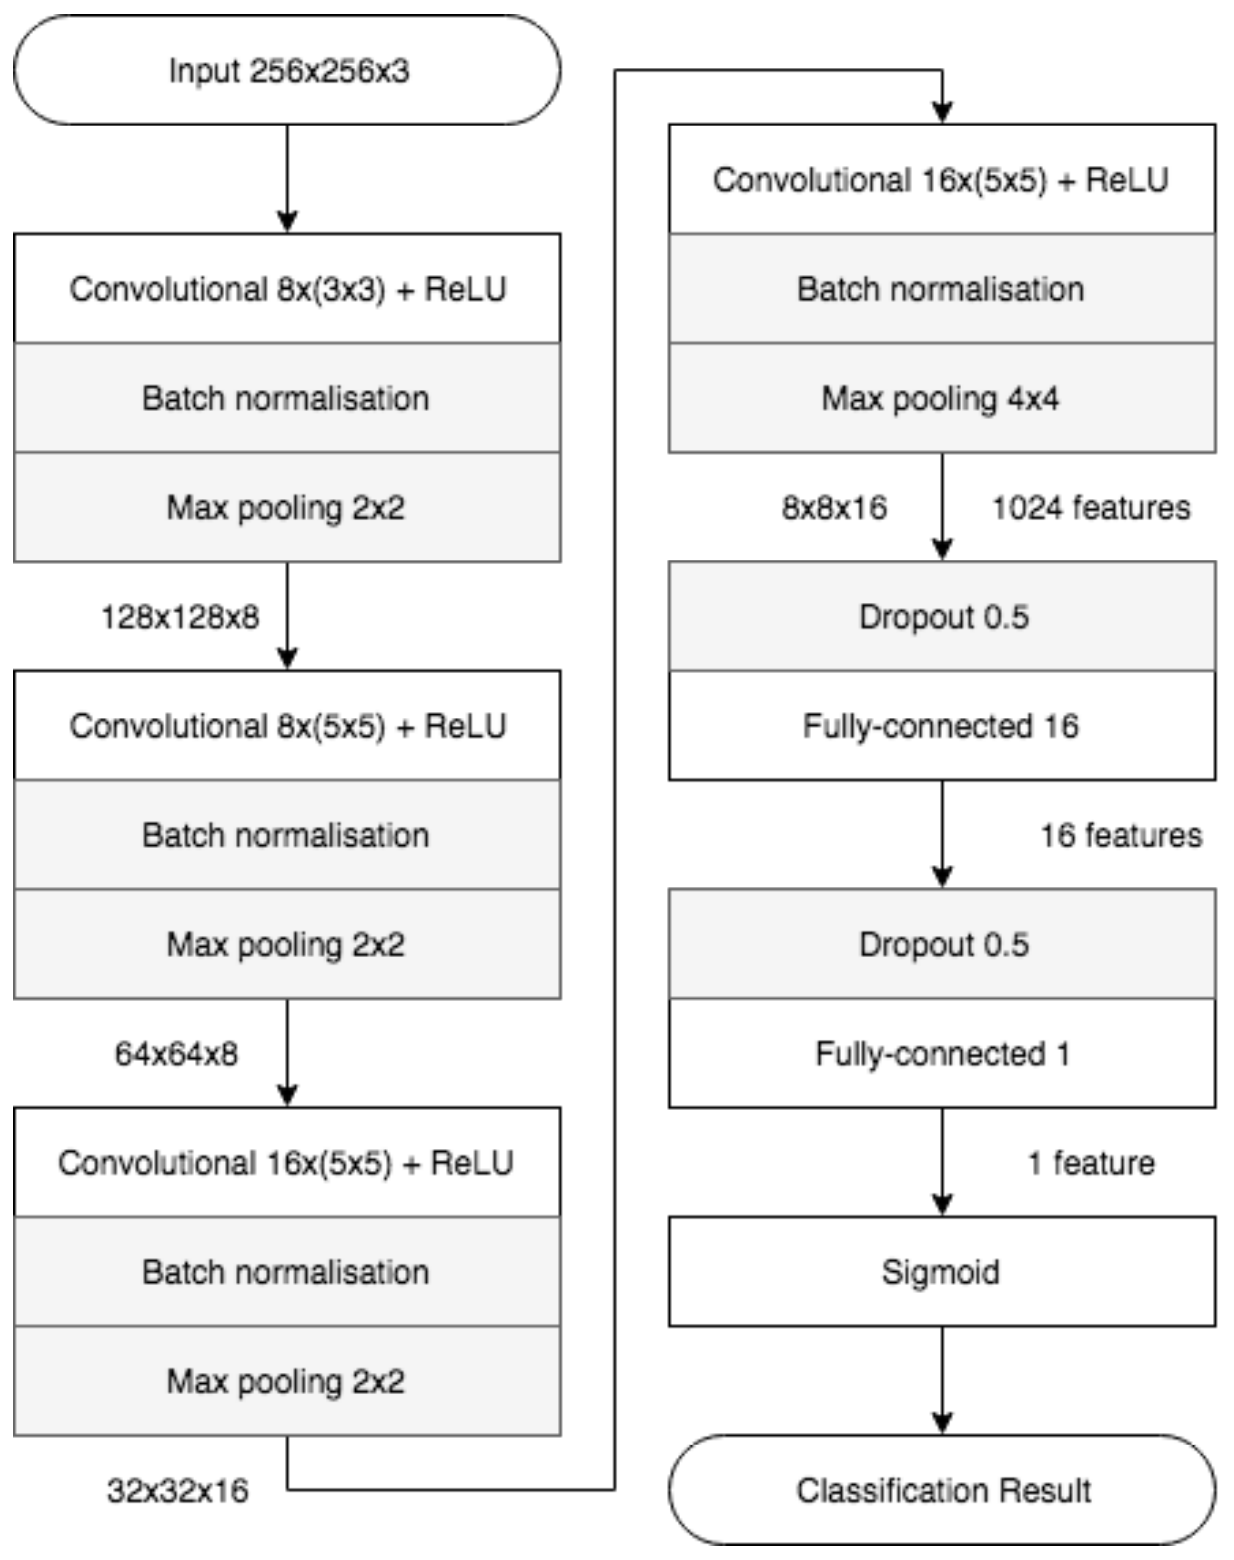 Input 256x256x3
Convolutional 8x(3x3) + ReLU
Batch normalisation
Max pooling 2x2
128x128x8
Convolutional 8x(5x5) + ReLU
Batch normalisation
Max pooling 2x2
64x64x8
Convolutional 16x(5x5) + ReLU
Batch normalisation
Max pooling 2x2
32x32x16
Convolutional 16x(5x5) + ReLU
Batch normalisation
Max pooling 4x4
8x8x16 1024 features
Dropout 0.5
Fully-connected 16
16 features
Dropout 0.5
Fully-connected 1
1 feature
Sigmoid
Classification Result